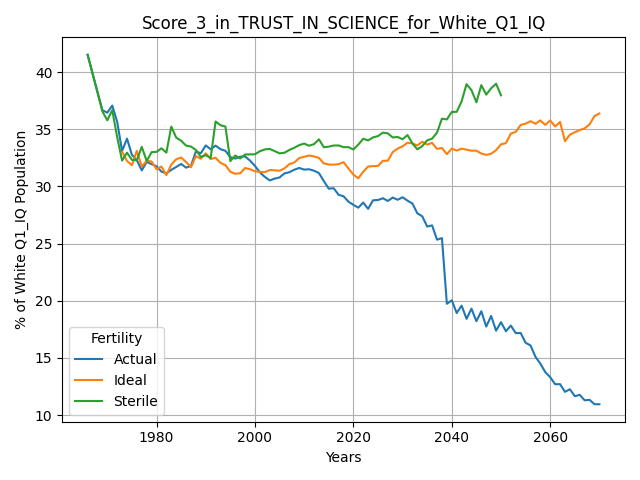 Score_3_in_TRUST_IN_SCIENCE_for_White_Q1_IQ
% of White Q1_IQ Population
40
35
30
25
20
15
10
Fertility
Actual
Ideal
Sterile
1980 2000 2020 2040 2060
Years